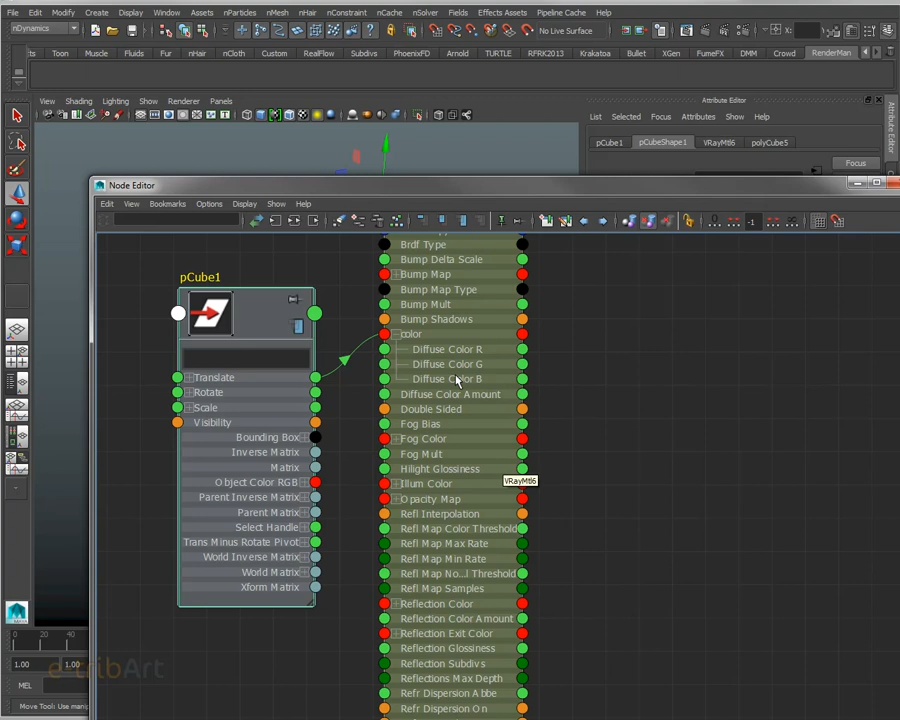 File Edit Modify Create Display Window Assets nParticles nMesh nHair nConstraint nCache nSolver Fields Effects Assets Pipeline Cache Help
nDynamics No Live Surface X: Y:
ts Toon Muscle Fluids Fur nHair nCloth Custom RealFlow Subdivs PhoenixFD Arnold TURTLE RFRK2013 Krakatoa Bullet XGen FumeFX DMM Crowd RenderMan
View Shading Lighting Show Renderer Panels
Attribute Editor
List Selected Focus Attributes Show Help
pCube1 pCubeShape1 VRayMtl6 polyCube5
Focus
Attribute Editor
Node Editor
Edit View Bookmarks Options Display Show Help
-1
pCube1
Translate
Rotate
Scale
Visibility
Bounding Box
Inverse Matrix
Matrix
Object Color RGB
Parent Inverse Matrix
Parent Matrix
Select Handle
Trans Minus Rotate Pivot
World Inverse Matrix
World Matrix
Xform Matrix
Brdf Type
Bump Delta Scale
Bump Map
Bump Map Type
Bump Mult
Bump Shadows
color
Diffuse Color R
Diffuse Color G
Diffuse Color B
Diffuse Color Amount
Double Sided
Fog Bias
Fog Color
Fog Mult
Hilight Glossiness
Illum Color
Opacity Map
Refl Interpolation
Refl Map Color Threshold
Refl Map Max Rate
Refl Map Min Rate
Refl Map No...l Threshold
Refl Map Samples
Reflection Color
Reflection Color Amount
Reflection Exit Color
Reflection Glossiness
Reflection Subdivs
Reflections Max Depth
Refr Dispersion Abbe
Refr Dispersion On
VRayMtl6
0 20 40
1.00 1.00
e-tribArt
MEL
Move Tool: Use mani